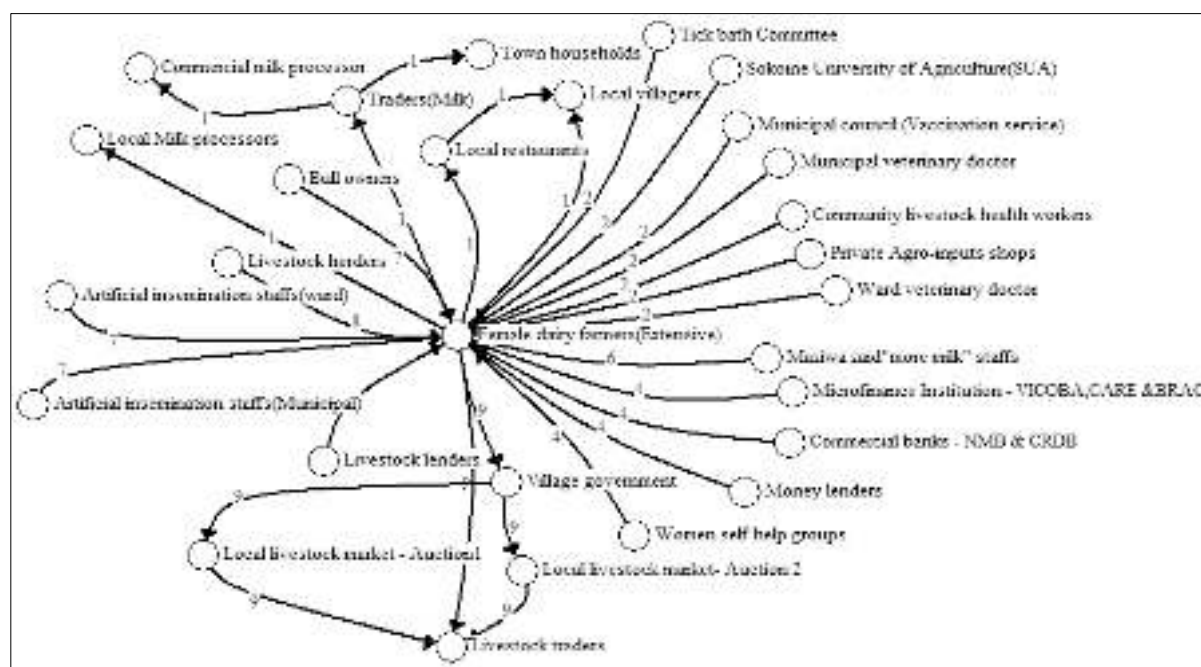 Tick bath Committee
Town households
Commercial milk processor
Sokoine University of Agriculture(SUA)
1
Traders(Milk)
1
Local villagers
1
Municipal council (Vaccination service)
Local Milk processors
Local restaurants
Municipal veterinary doctor
Bull owners
1
2
Community livestock health workers
1
2
2
1
1
2
Private Agro-inputs shops
7
Livestock herders
2
2
Ward veterinary doctor
Artificial insemination staffs(ward)
2
8
7
Female dairy farmers(Extensive)
6
staffs
7
4
Microfinance Institution - VICOBA,CARE &BRAC
Artificial insemination staffs(Municipal)
9
4
4
4
Commercial banks - NMB & CRDB
Livestock lenders
9
Village government
Money lenders
9
9
Women self help groups
Local livestock market - Auction1
Local livestock market- Auction 2
9
9
Livestock traders